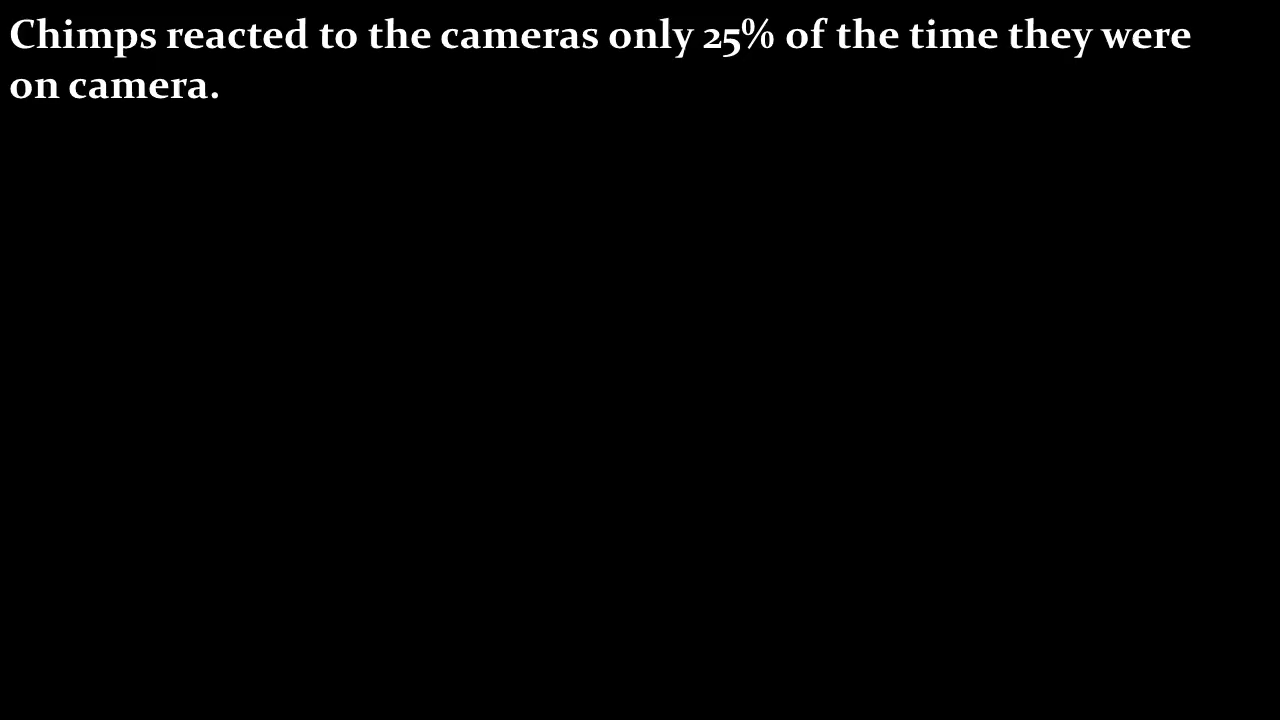 Chimps reacted to the cameras only 25% of the time they were
on camera.